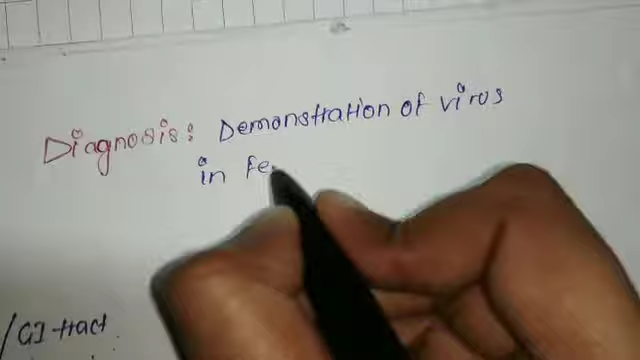 Diagnosis: Demonstration of virus
in fe
/GI-tract